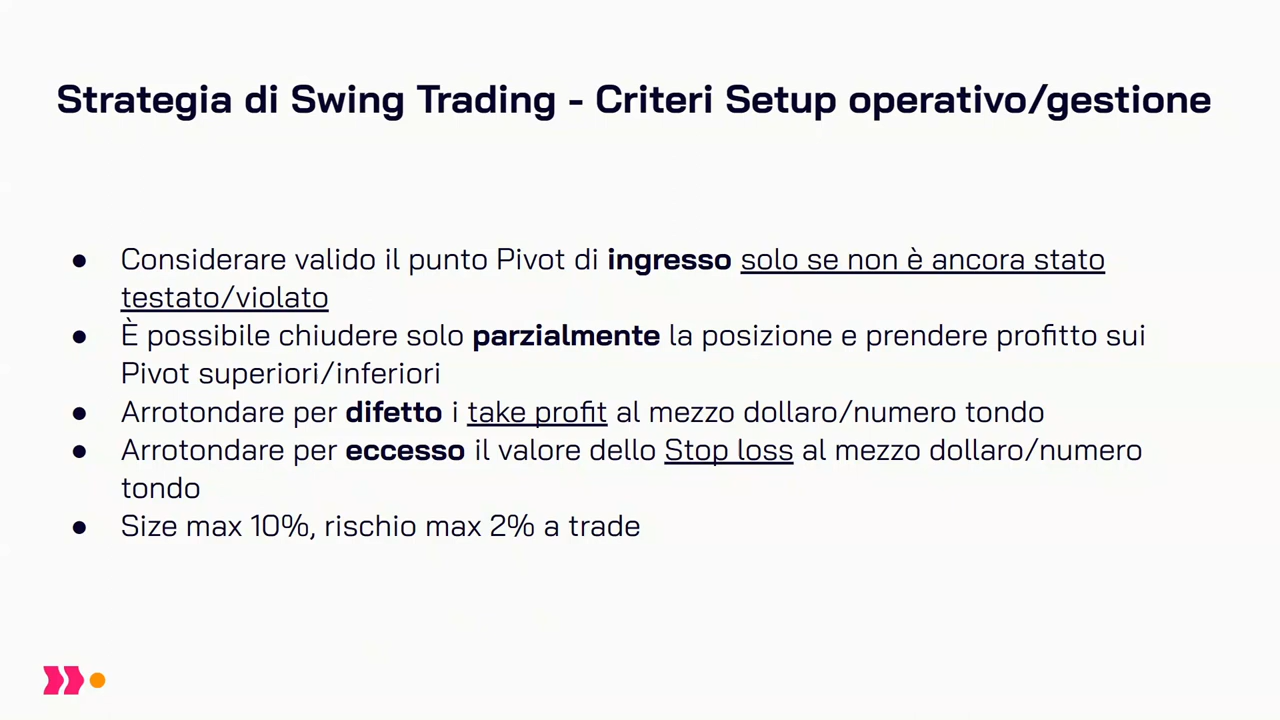 Strategia di Swing Trading - Criteri Setup operativo/gestione
● Considerare valido il punto Pivot di ingresso solo se non è ancora stato
testato/violato
● È possibile chiudere solo parzialmente la posizione e prendere profitto sui
Pivot superiori/inferiori
● Arrotondare per difetto i take profit al mezzo dollaro/numero tondo
● Arrotondare per eccesso il valore dello Stop loss al mezzo dollaro/numero
tondo
● Size max 10%, rischio max 2% a trade